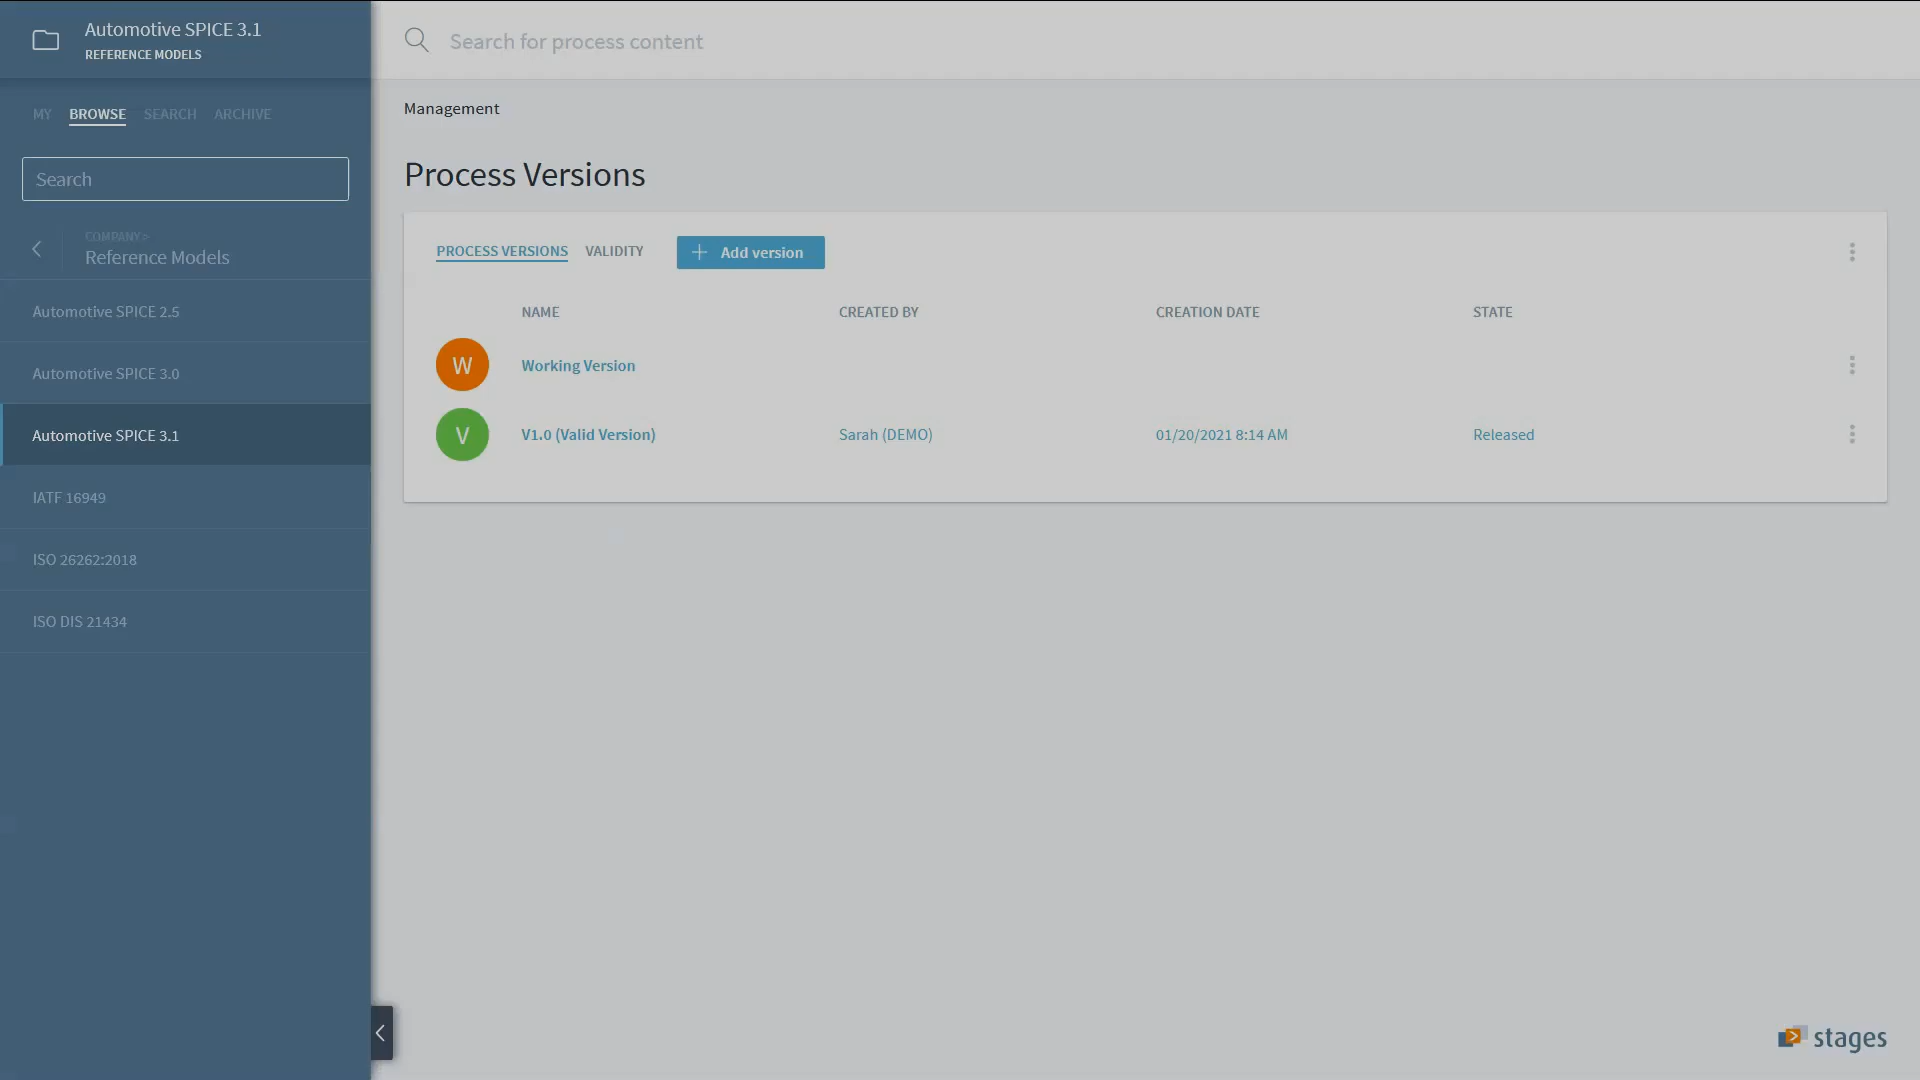 Automotive SPICE 3.1
REFERENCE MODELS
MY BROWSE SEARCH ARCHIVE
Search
COMPANY >
Reference Models
Automotive SPICE 2.5
Automotive SPICE 3.0
Automotive SPICE 3.1
IATF 16949
ISO 26262:2018
ISO DIS 21434
Search for process content
Management
Process Versions
PROCESS VERSIONS VALIDITY Add version
NAME CREATED BY CREATION DATE STATE
W Working Version
V V1.0 (Valid Version) Sarah (DEMO) 01/20/2021 8:14 AM Released
stages